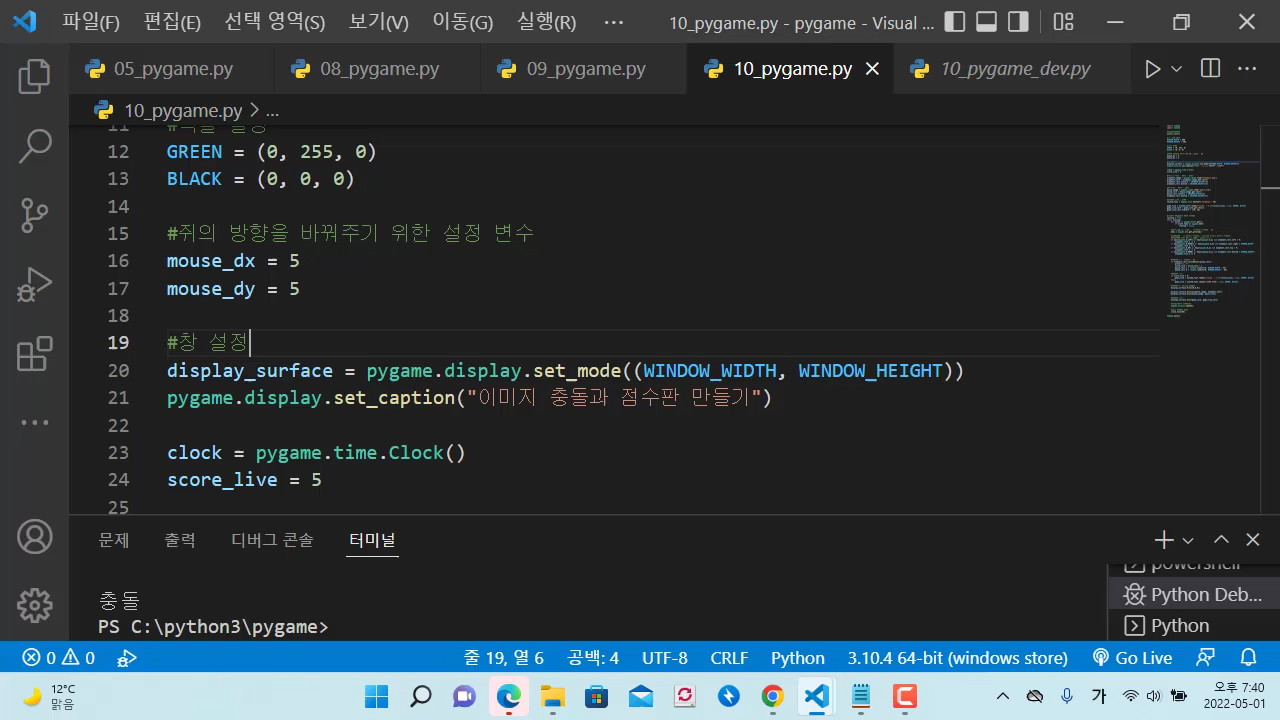 파일(F) 편집(E) 선택 영역(S) 보기(V) 이동(G) 실행(R) ··· 10_pygame.py - pygame - Visual ...
05_pygame.py 08_pygame.py 09_pygame.py 10_pygame.py 10_pygame_dev.py
10_pygame.py > ...
12 GREEN = (0, 255, 0)
13 BLACK = (0, 0, 0)
14
15 #쥐의 방향을 바꿔주기 위한 설정 변수
16 mouse_dx = 5
17 mouse_dy = 5
18
19 #창 설정
20 display_surface = pygame.display.set_mode((WINDOW_WIDTH, WINDOW_HEIGHT))
21 pygame.display.set_caption("이미지 충돌과 점수판 만들기")
22
23 clock = pygame.time.Clock()
24 score_live = 5
25
문제 출력 디버그 콘솔 터미널
powershell
충돌
Python Deb...
PS C:\python3\pygame>
Python
0 0 줄 19, 열 6 공백: 4 UTF-8 CRLF Python 3.10.4 64-bit (windows store) Go Live
12°C
맑음
가
오후 7:40
2022-05-01